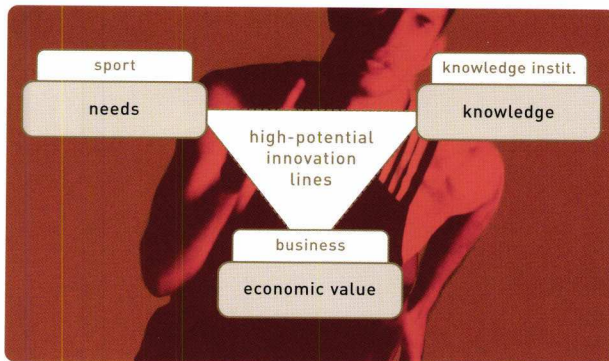 sport
needs
knowledge instit.
knowledge
high-potential
innovation
lines
business
economic value